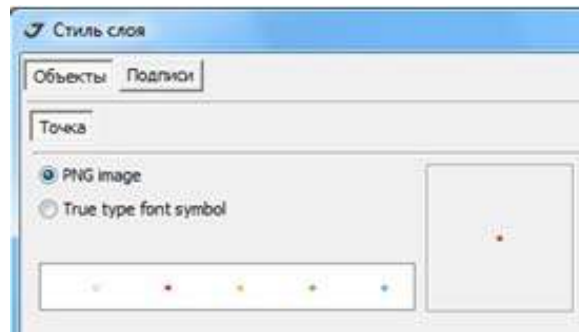 Стиль слоя
Объекты Подписи
Точка
PNG image
True type font symbol